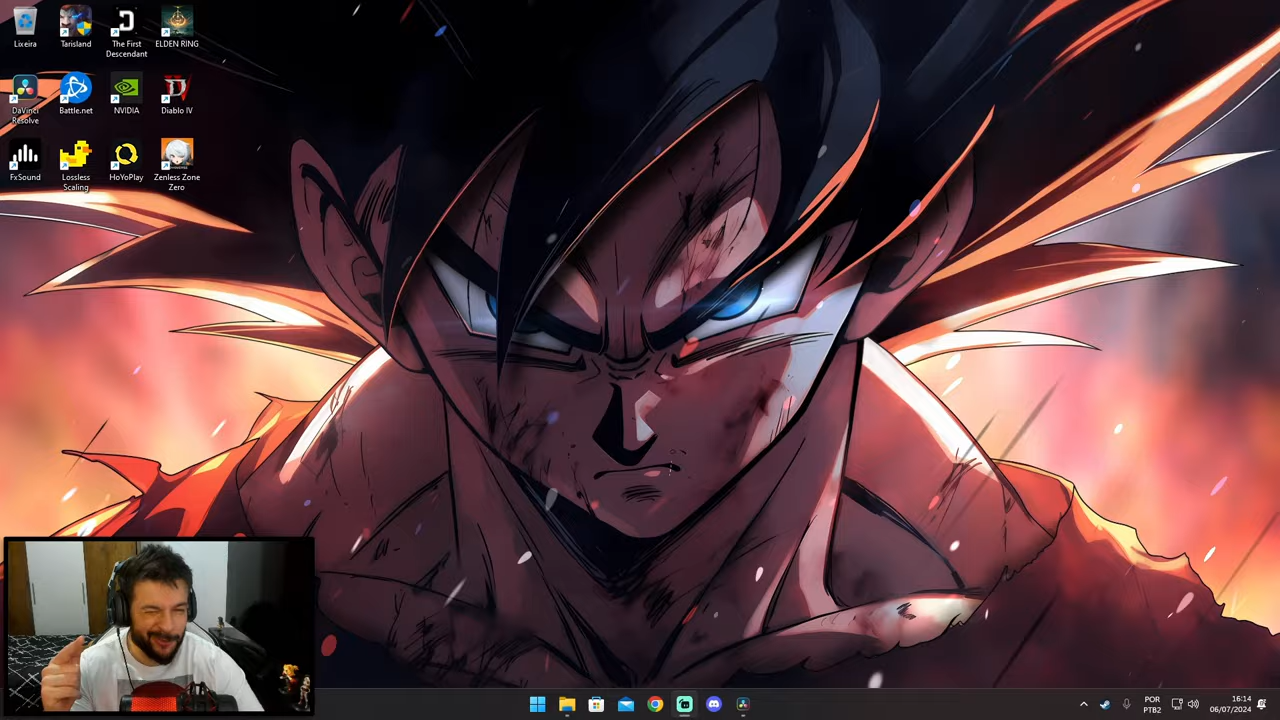 Lixeira
Tarisland
The First
Descendant
ELDEN RING
DaVinci
Resolve
Battle.net
NVIDIA
Diablo IV
FxSound
Lossless
Scaling
HoYoPlay
Zenless Zone
Zero
POR
PTB2
16:14
06/07/2024